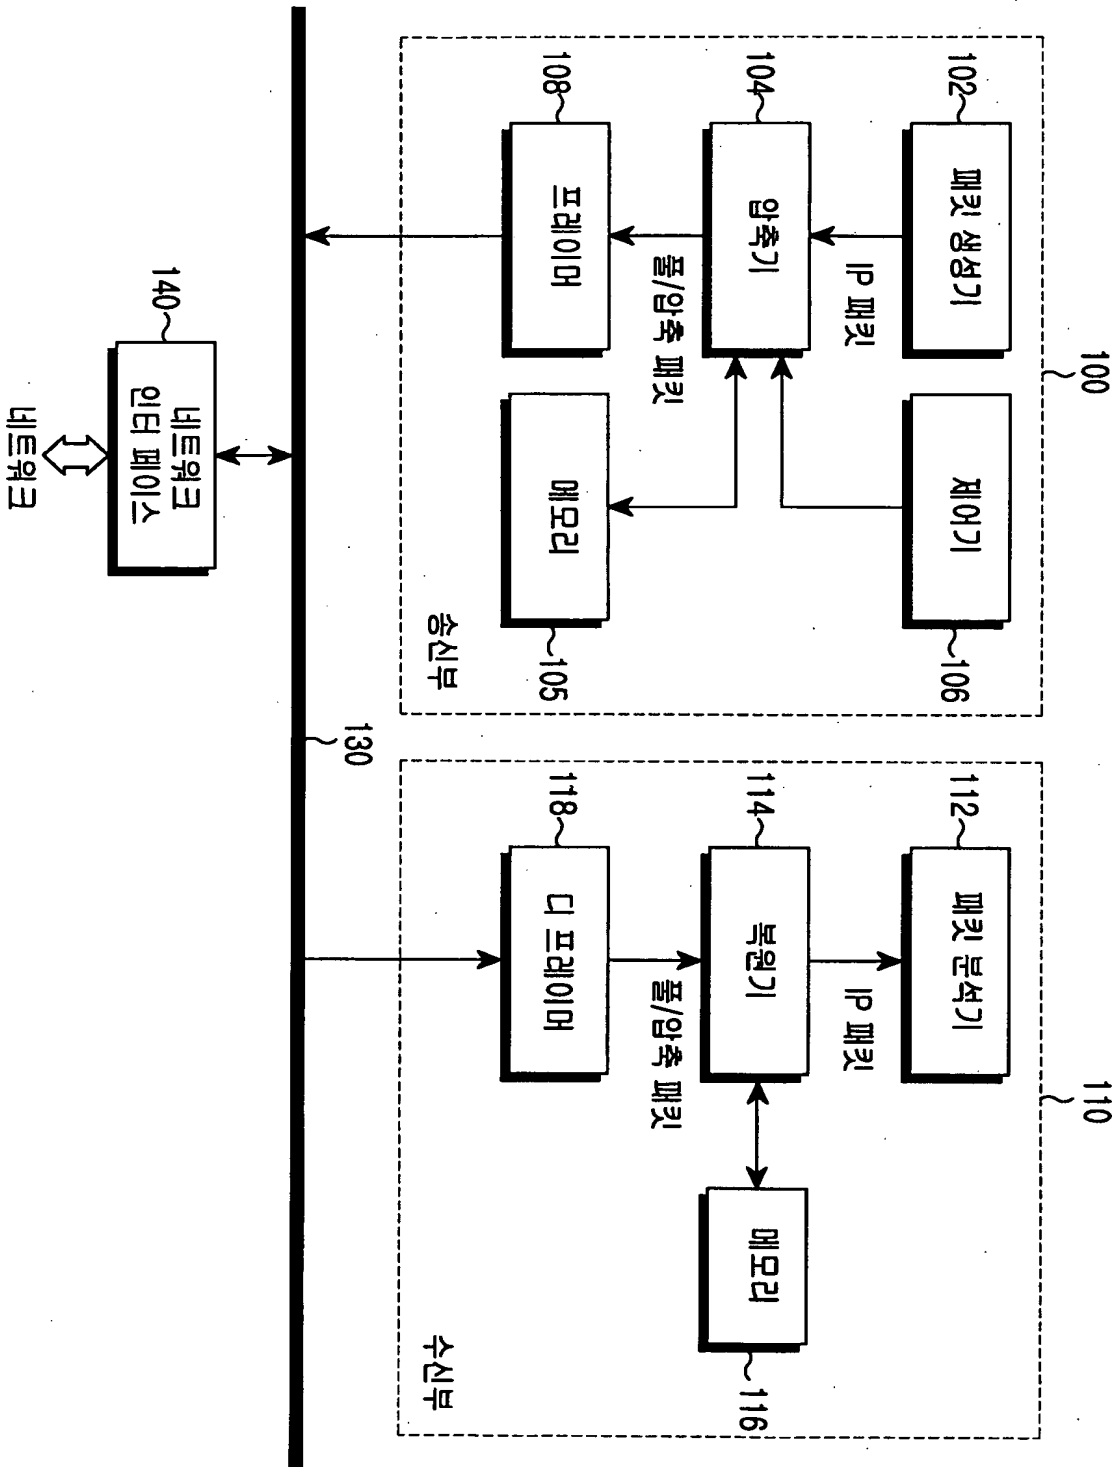 100
102
패킷 생성기
IP 패킷
104
압축기
풀/압축 패킷
108
프레이머
제어기
106
메모리
105
송신부
110
112
패킷 분석기
IP 패킷
114
복원기
풀/압축 패킷
118
디 프레이머
메모리
116
수신부
130
140
네트워크
인터 페이스
네트워크